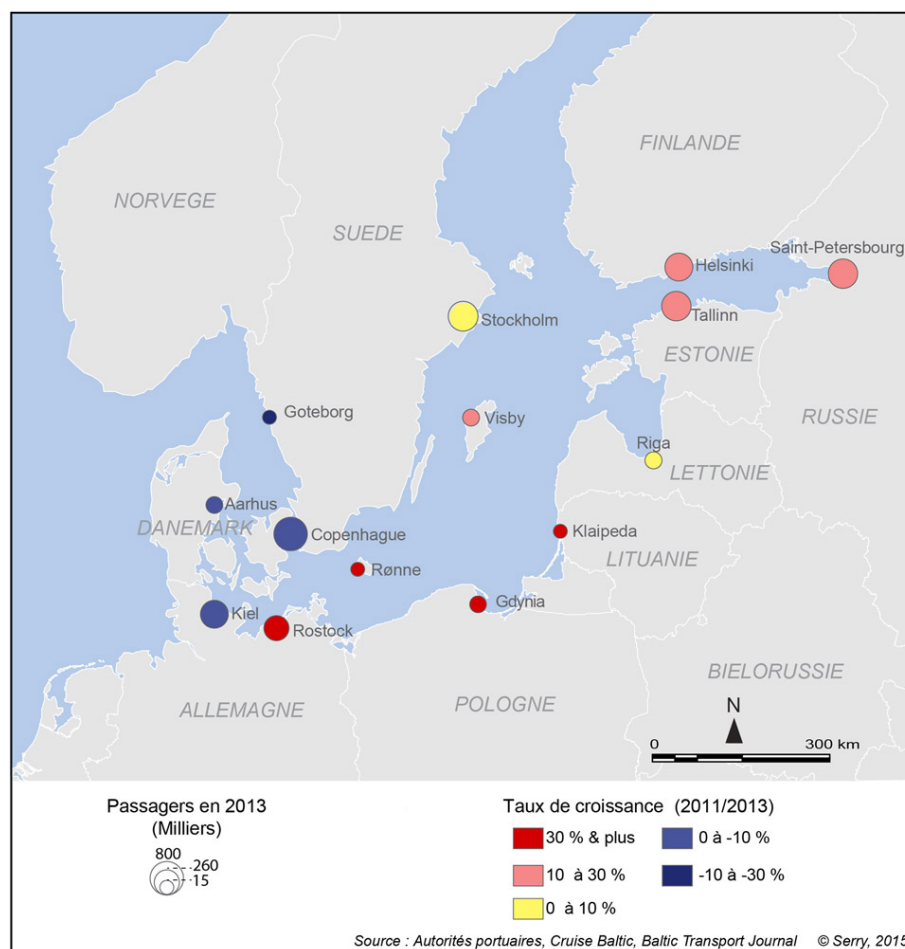 FINLANDE
NORVEGE
SUEDE
Saint-Petersbourg
Helsinki
Tallinn
Stockholm
ESTONIE
RUSSIE
Goteborg
Visby
Riga
LETTONIE
Aarhus
DANEMARK
Copenhague
Klaipeda
LITUANIE
Rønne
Gdynia
Kiel
Rostock
BIELORUSSIE
ALLEMAGNE
POLOGNE
N
0 300 km
Passagers en 2013
(Milliers)
800
260
15
Taux de croissance (2011/2013)
30 % & plus
0 à -10 %
10 à 30 %
-10 à -30 %
0 à 10 %
Source : Autorités portuaires, Cruise Baltic, Baltic Transport Journal © Serry, 2015